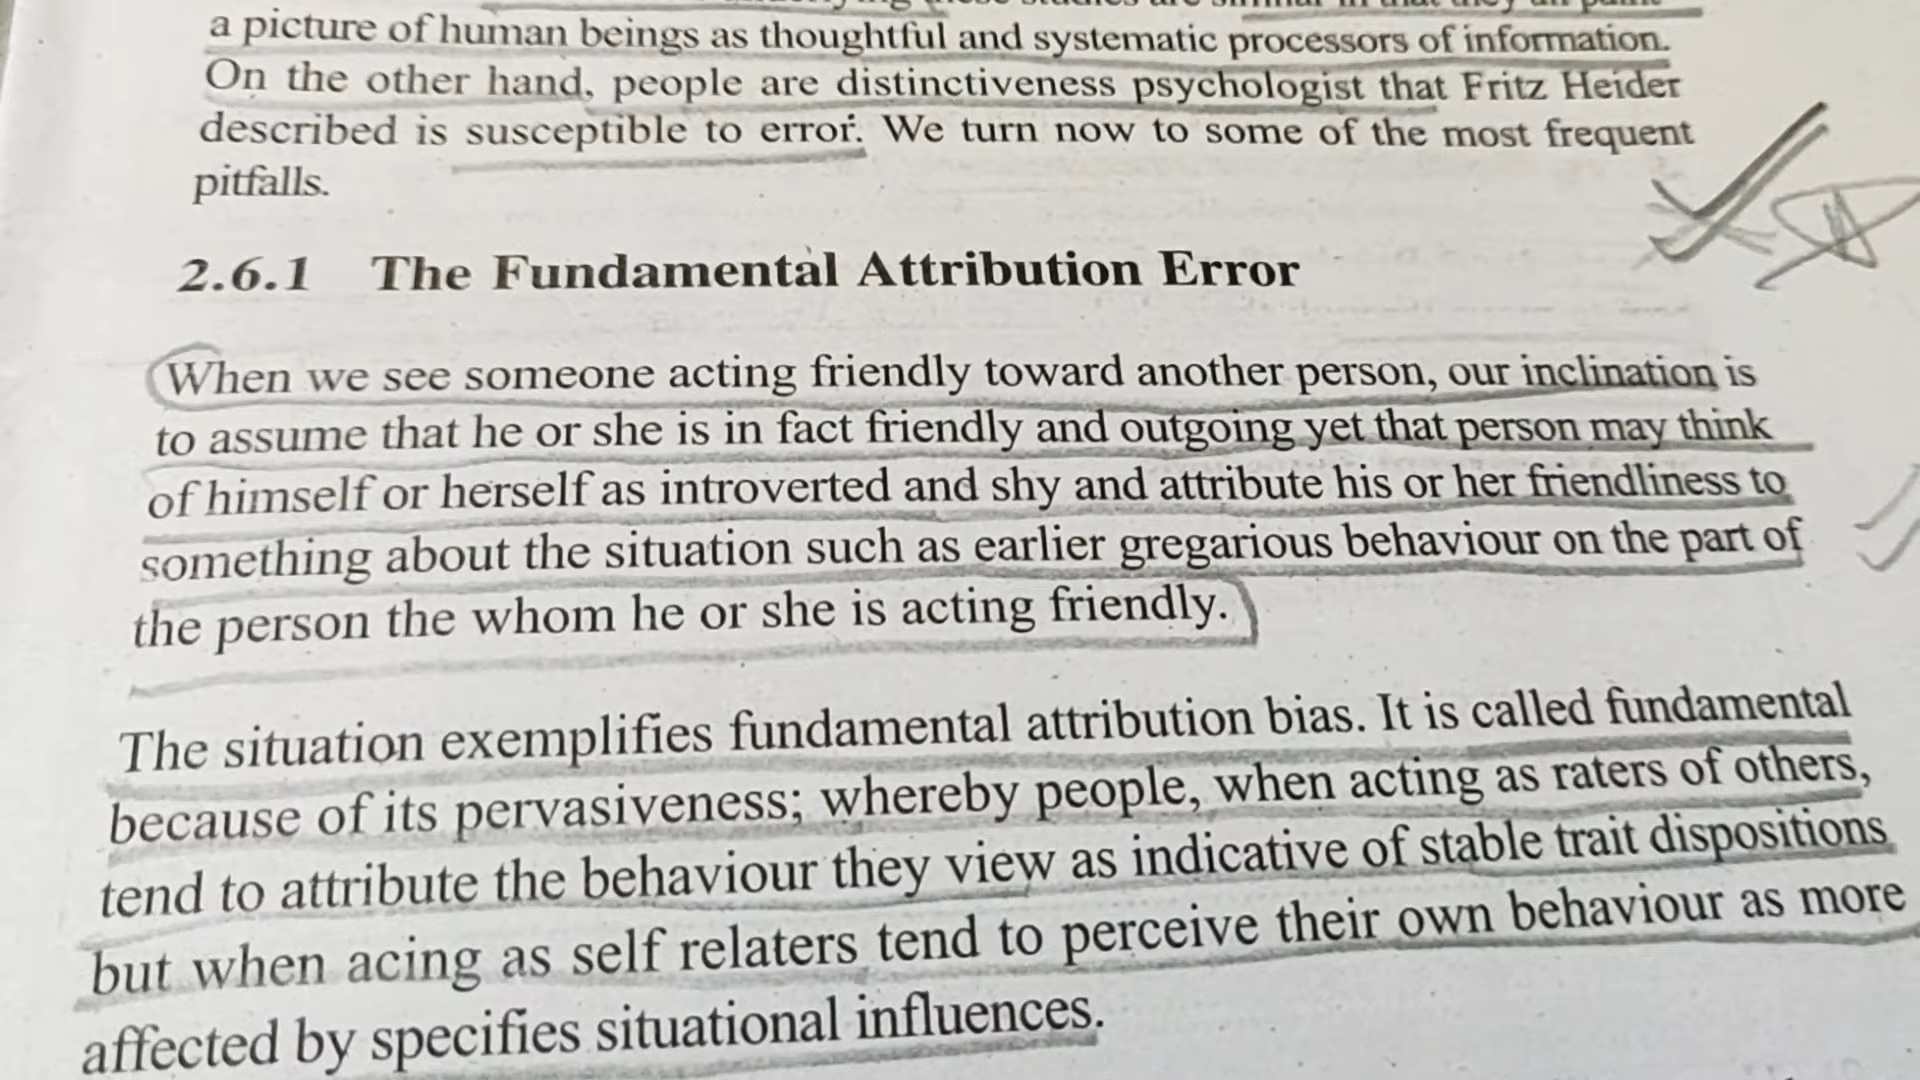 a picture of human beings as thoughtful and systematic processors of information.
On the other hand, people are distinctiveness psychologist that Fritz Heider
described is susceptible to error. We turn now to some of the most frequent
pitfalls.
2.6.1 The Fundamental Attribution Error
When we see someone acting friendly toward another person, our inclination is
to assume that he or she is in fact friendly and outgoing yet that person may think
of himself or herself as introverted and shy and attribute his or her friendliness to
something about the situation such as earlier gregarious behaviour on the part of
the person the whom he or she is acting friendly.
The situation exemplifies fundamental attribution bias. It is called fundamental
because of its pervasiveness; whereby people, when acting as raters of others,
tend to attribute the behaviour they view as indicative of stable trait dispositions
but when acing as self relaters tend to perceive their own behaviour as more
affected by specifies situational influences.